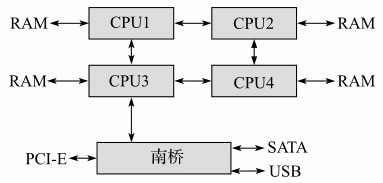 RAM CPU1 CPU2 RAM
RAM CPU3 CPU4 RAM
PCI-E 南桥 SATA
USB